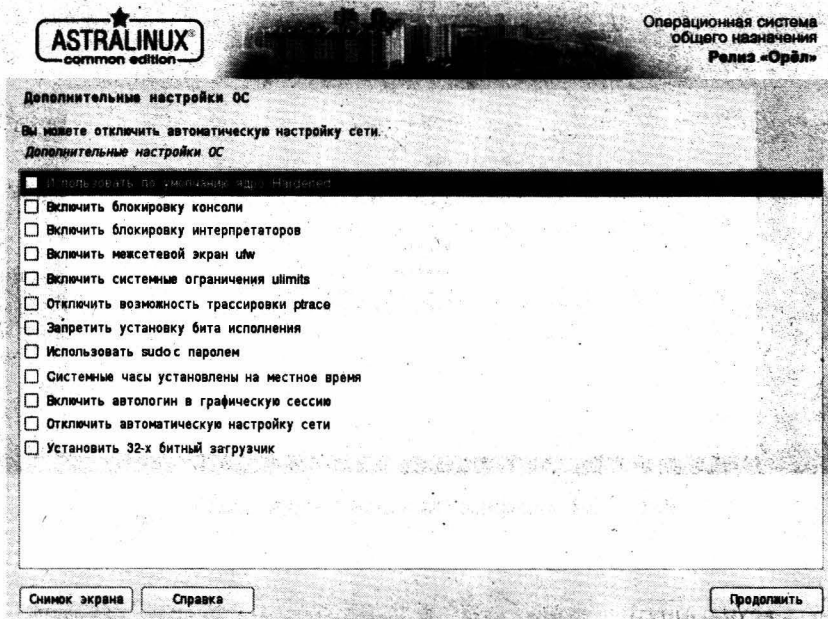 ASTRALINUX®
common edition
Операционная система
общего назначения
Релиз «Орёл»
Дополнительные настройки ОС
Вы можете отключить автоматическую настройку сети.
Дополнительные настройки ОС
Использовать по умолчанию ядро Hardened
Включить блокировку консоли
Включить блокировку интерпретаторов
Включить межсетевой экран ufw
Включить системные ограничения ulimits
Отключить возможность трассировки ptrace
Запретить установку бита исполнения
Использовать sudo с паролем
Системные часы установлены на местное время
Включить автологин в графическую сессию
Отключить автоматическую настройку сети
Установить 32-х битный загрузчик
Снимок экрана
Справка
Продолжить